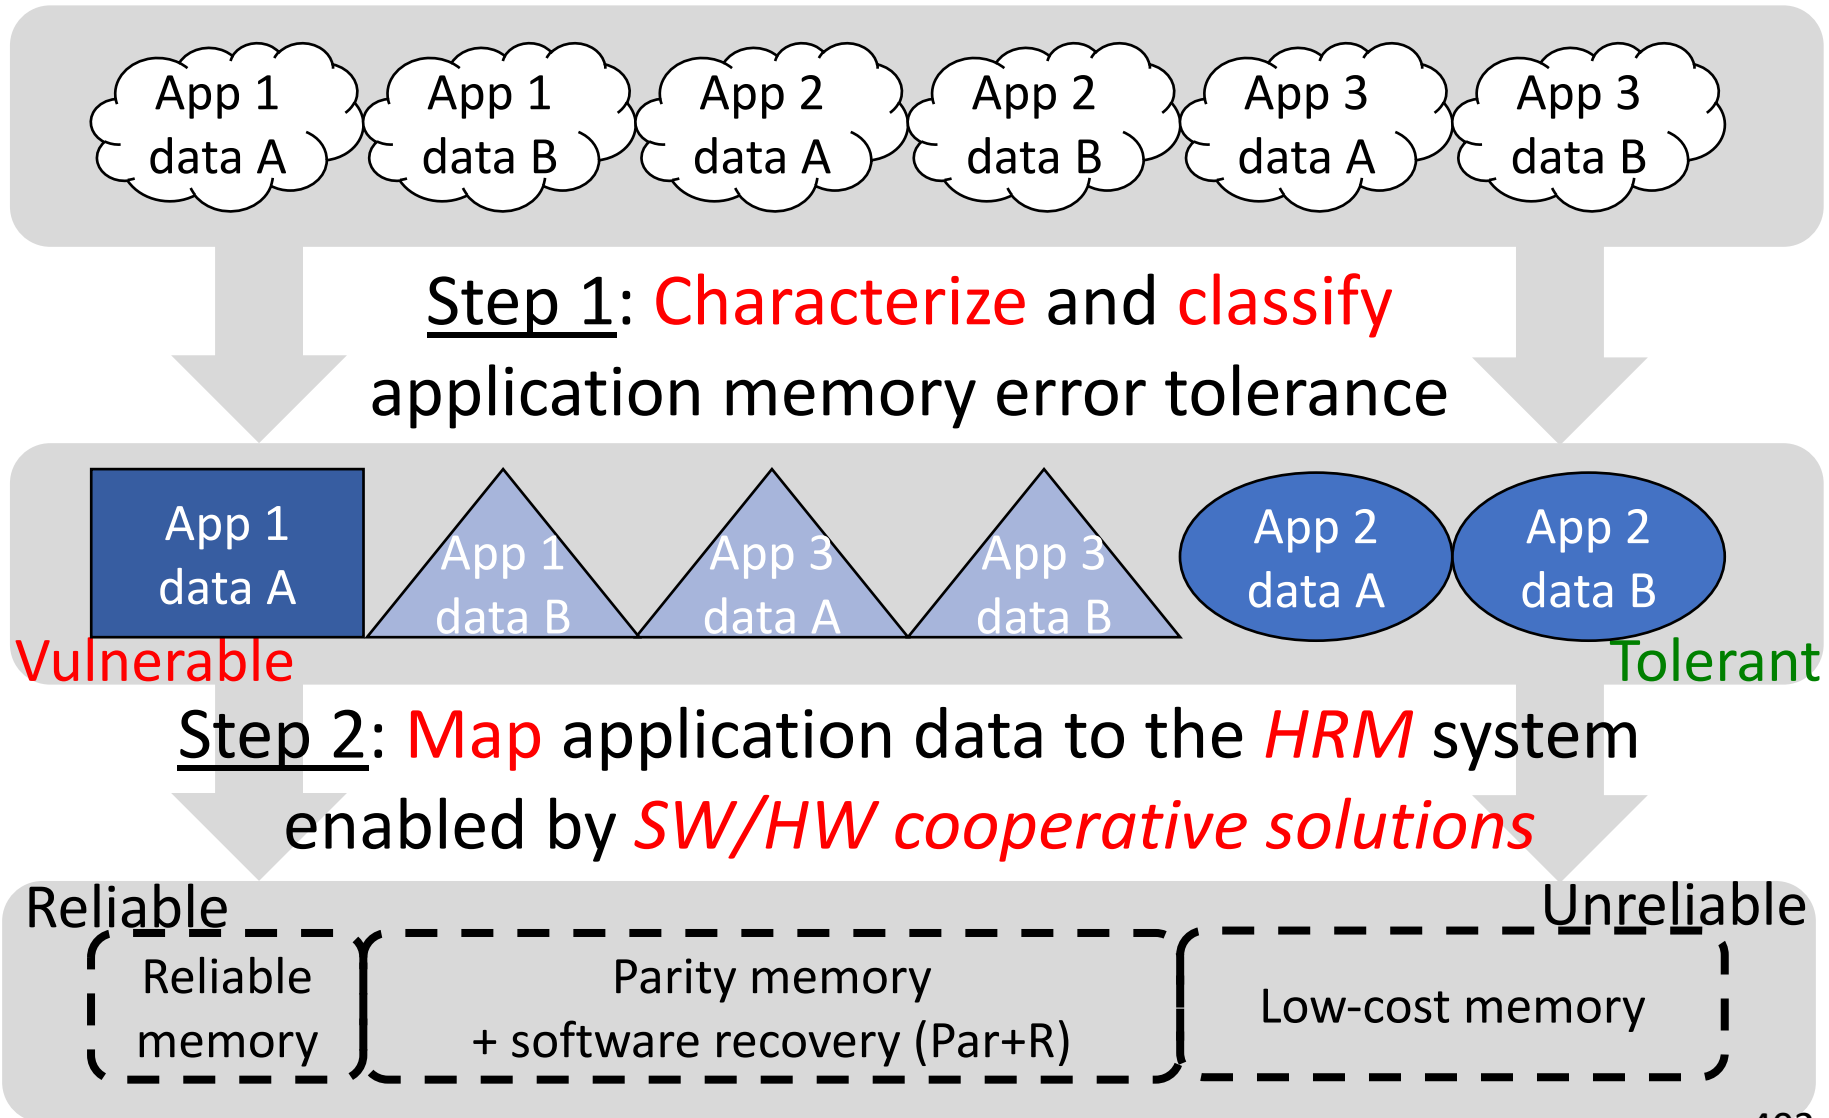 App 1
data A
App 1
data B
App 2
data A
App 2
data B
App 3
data A
App 3
data B
Step 1: Characterize and classify
application memory error tolerance
App 1
data A
App 1
data B
App 3
data A
App 3
data B
App 2
data A
App 2
data B
Vulnerable
Tolerant
Step 2: Map application data to the HRM system
enabled by SW/HW cooperative solutions
Reliable
Unreliable
Reliable
memory
Parity memory
+ software recovery (Par+R)
Low-cost memory